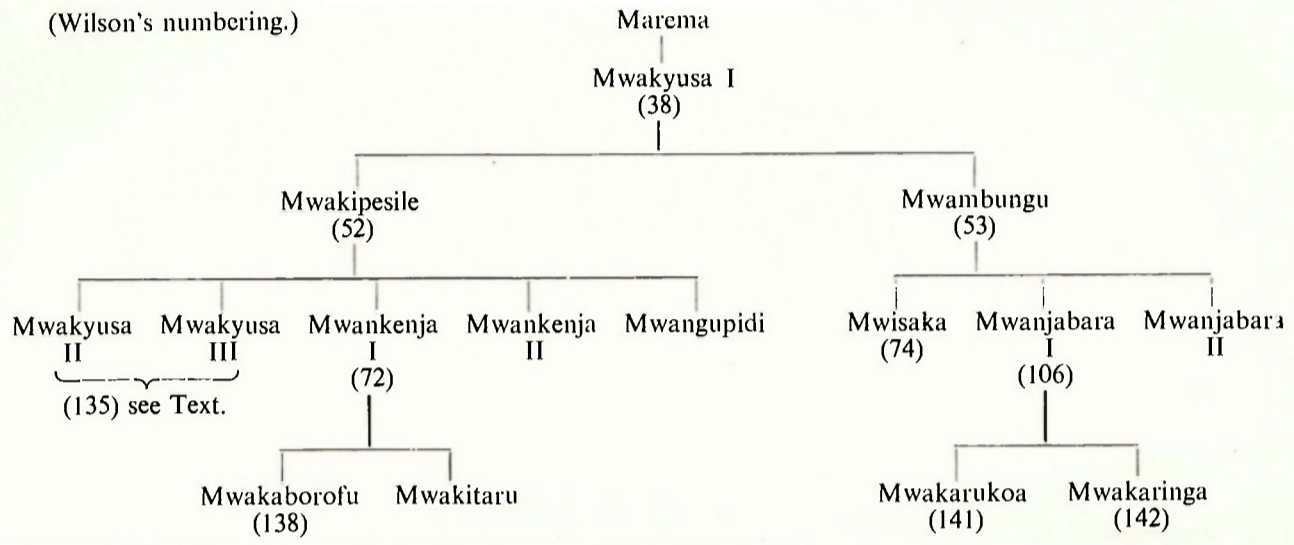 (Wilson's numbering.)
Marema
Mwakyusa I
(38)
Mwakipesile
(52)
Mwambungu
(53)
Mwakyusa II
Mwakyusa III
(135) see Text.
Mwankenja I
(72)
Mwankenja II
Mwangupidi
Mwisaka
(74)
Mwanjabara I
(106)
Mwanjabara II
Mwakaborofu
(138)
Mwakitaru
Mwakarukoa
(141)
Mwakaringa
(142)